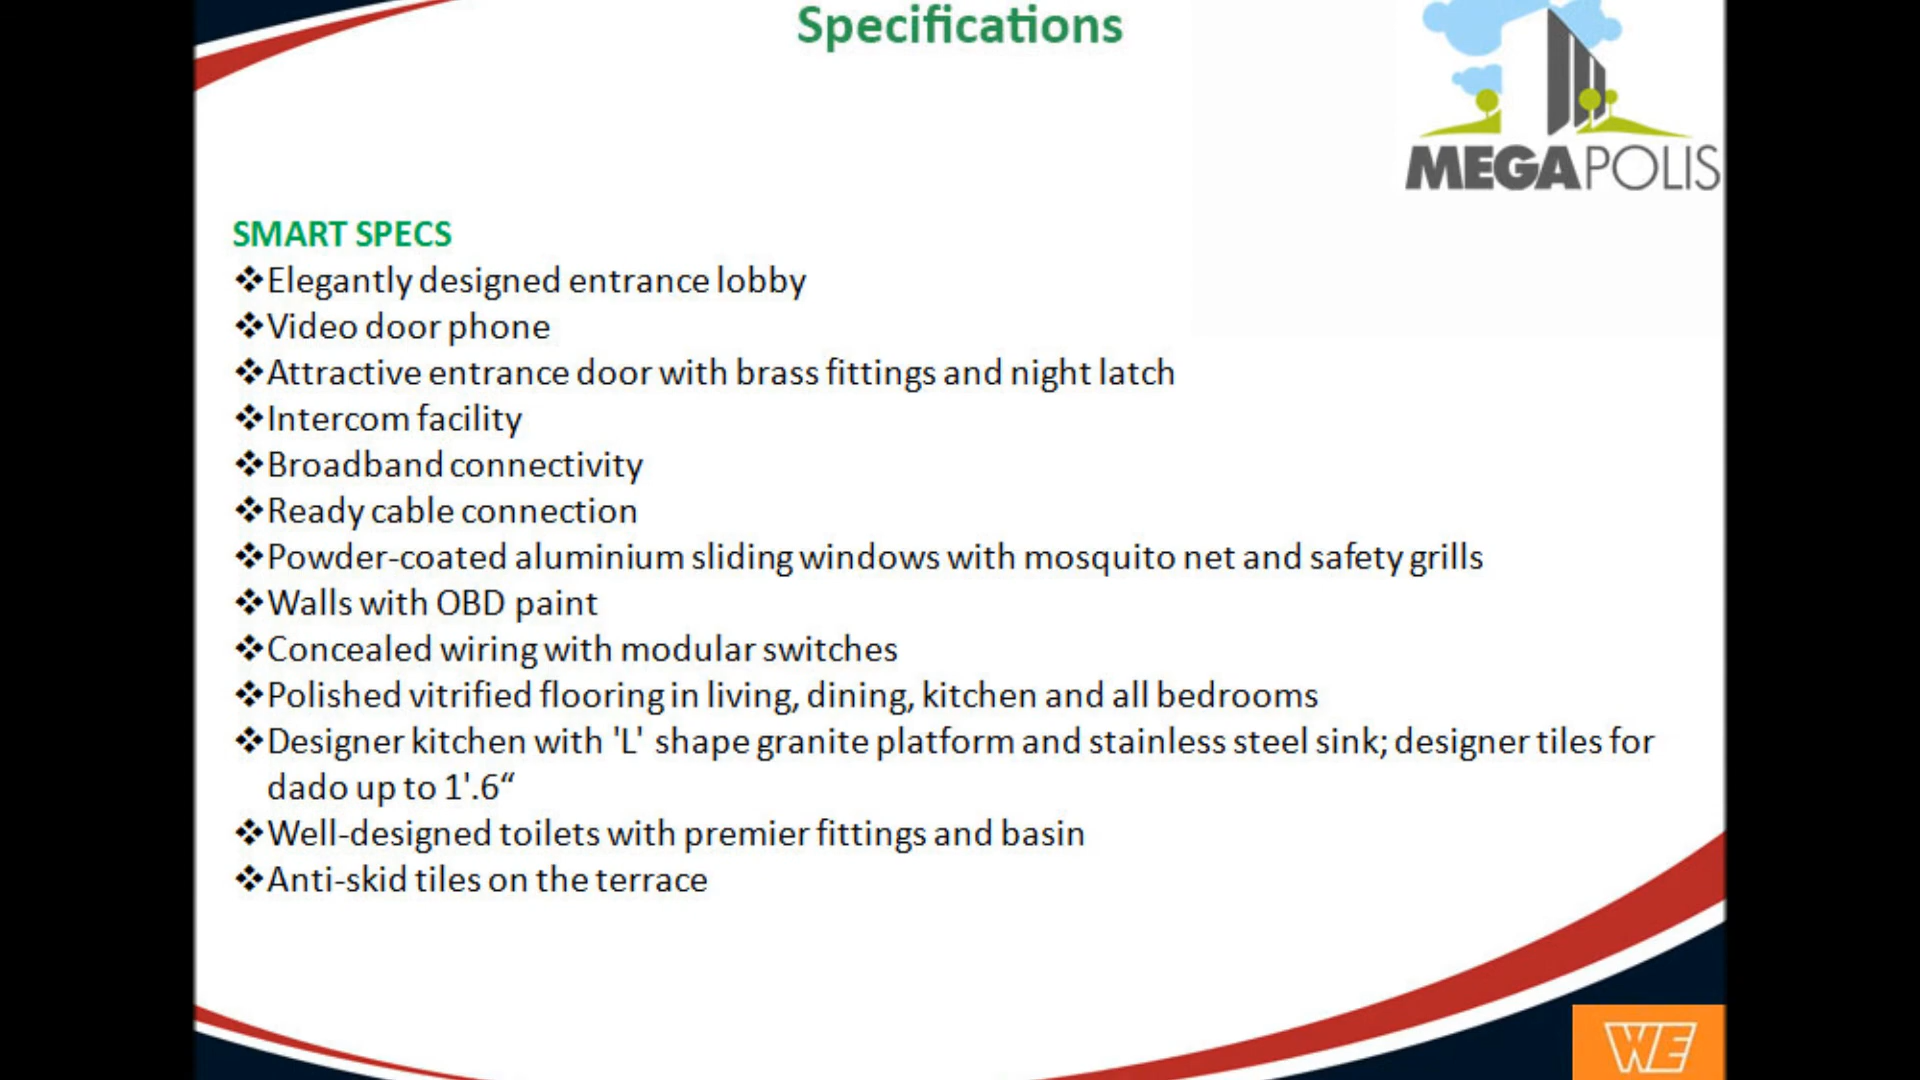 Specifications
MEGAPOLIS
SMART SPECS
❖Elegantly designed entrance lobby
❖Video door phone
❖Attractive entrance door with brass fittings and night latch
❖Intercom facility
❖Broadband connectivity
❖Ready cable connection
❖Powder-coated aluminium sliding windows with mosquito net and safety grills
❖Walls with OBD paint
❖Concealed wiring with modular switches
❖Polished vitrified flooring in living, dining, kitchen and all bedrooms
❖Designer kitchen with 'L' shape granite platform and stainless steel sink; designer tiles for
dado up to 1'.6“
❖Well-designed toilets with premier fittings and basin
❖Anti-skid tiles on the terrace
WE